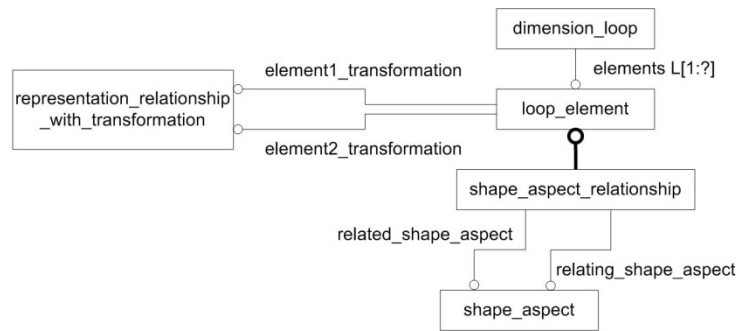 dimension_loop
element1_transformation
elements L[1:?]
representation_relationship
_with_transformation
loop_element
element2_transformation
shape_aspect_relationship
related_shape_aspect
relating_shape_aspect
shape_aspect